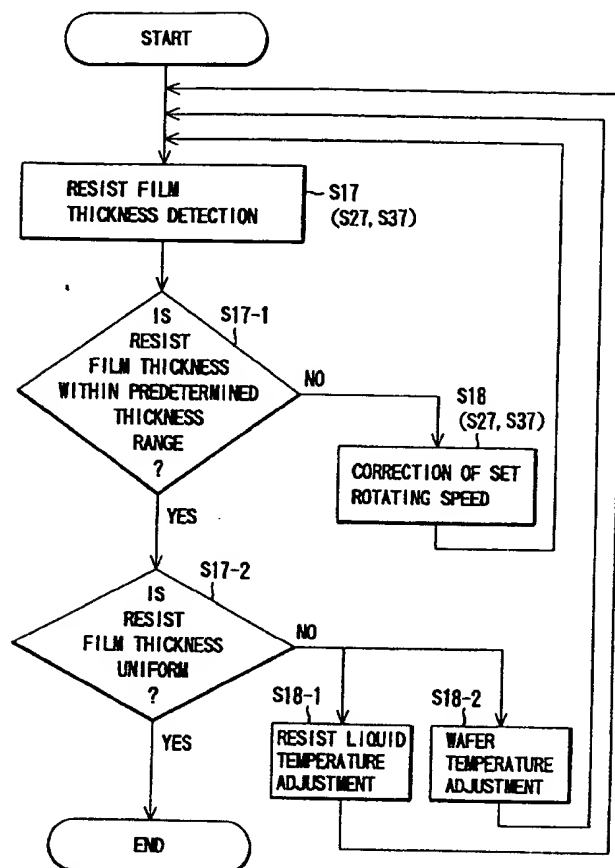 START
RESIST FILM
THICKNESS DETECTION
S17
(S27, S37)
S17-1
IS
RESIST
FILM THICKNESS
WITHIN PREDETERMINED
THICKNESS
RANGE
?
NO
S18
(S27, S37)
CORRECTION OF SET
ROTATING SPEED
YES
S17-2
IS
RESIST
FILM THICKNESS
UNIFORM
?
NO
S18-1
RESIST LIQUID
TEMPERATURE
ADJUSTMENT
S18-2
WAFER
TEMPERATURE
ADJUSTMENT
YES
END